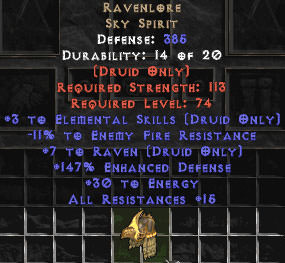 Ravenlore
Sky Spirit
Defense: 385
Durability: 14 of 20
(Druid Only)
Required Strength: 113
Required Level: 74
+3 to Elemental Skills (Druid Only)
-11% to Enemy Fire Resistance
+7 to Raven (Druid Only)
+147% Enhanced Defense
+30 to Energy
All Resistances +15